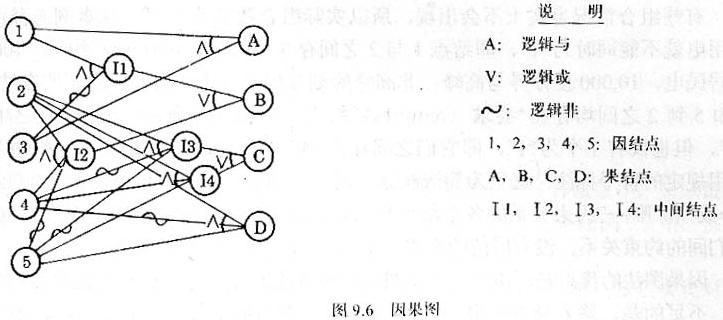 说 明
A: 逻辑与
V: 逻辑或
~: 逻辑非
1, 2, 3, 4, 5: 因结点
A, B, C, D: 果结点
I1, I2, I3, I4: 中间结点
1
2
3
4
5
I1
I2
I3
I4
A
B
C
D
Λ
Λ
V
Λ
Λ
V
Λ
Λ
图 9.6 因果图